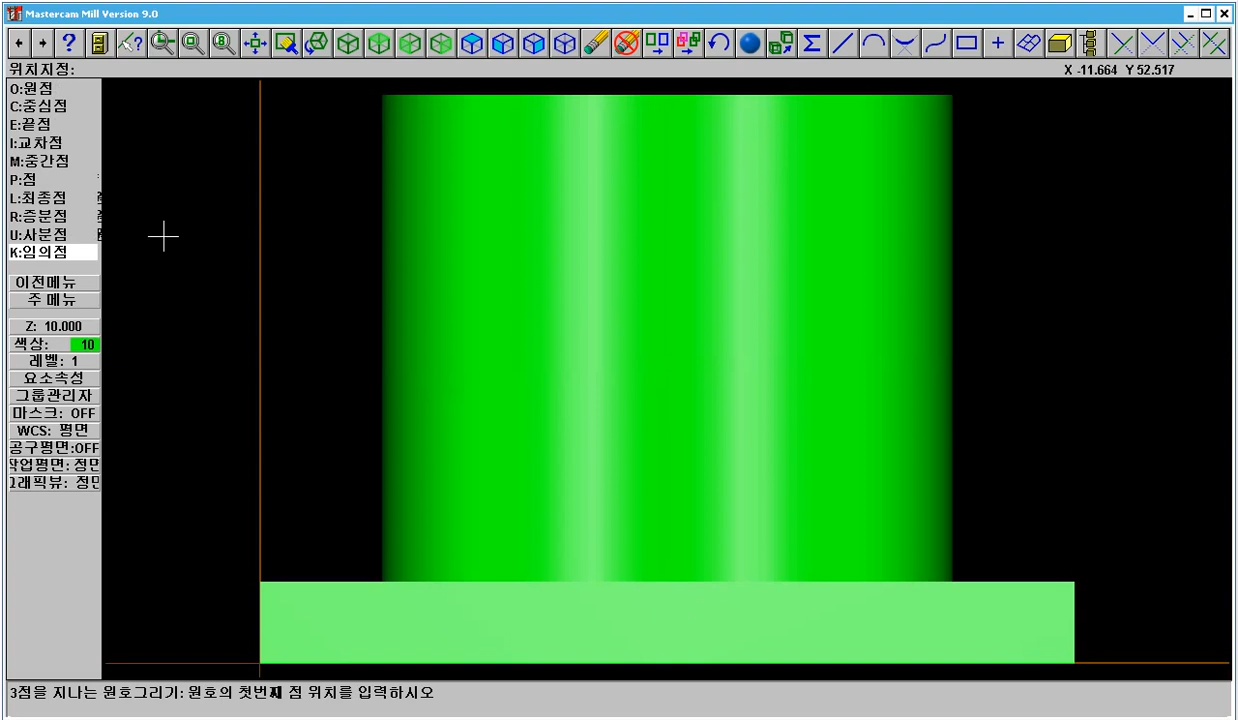 Mastercam Mill Version 9.0
위치지정:
X -11.664 Y 52.517
O:원점
C:중심점
E:끝점
I:교차점
M:중간점
P:점
L:최종점
R:증분점
U:사분점
K:임의점
이전메뉴
주 메뉴
Z: 10.000
색상: 10
레벨: 1
요소속성
그룹관리자
마스크: OFF
WCS: 평면
공구평면:OFF
작업평면: 정면
그래픽뷰: 정면
3점을 지나는 원호그리기: 원호의 첫번째 점 위치를 입력하시오